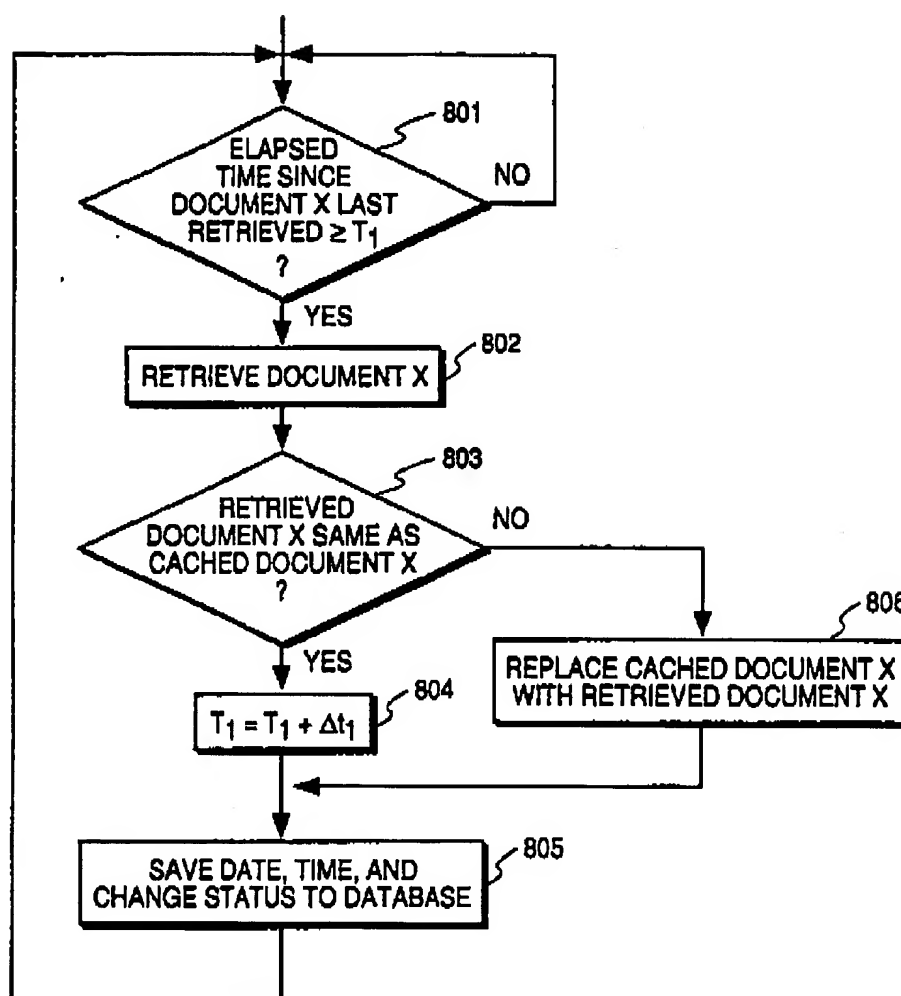 801
ELAPSED
TIME SINCE
DOCUMENT X LAST
RETRIEVED ≥ T1
?
NO
YES
802
RETRIEVE DOCUMENT X
803
RETRIEVED
DOCUMENT X SAME AS
CACHED DOCUMENT X
?
NO
YES
804
T1 = T1 + Δt1
806
REPLACE CACHED DOCUMENT X
WITH RETRIEVED DOCUMENT X
805
SAVE DATE, TIME, AND
CHANGE STATUS TO DATABASE